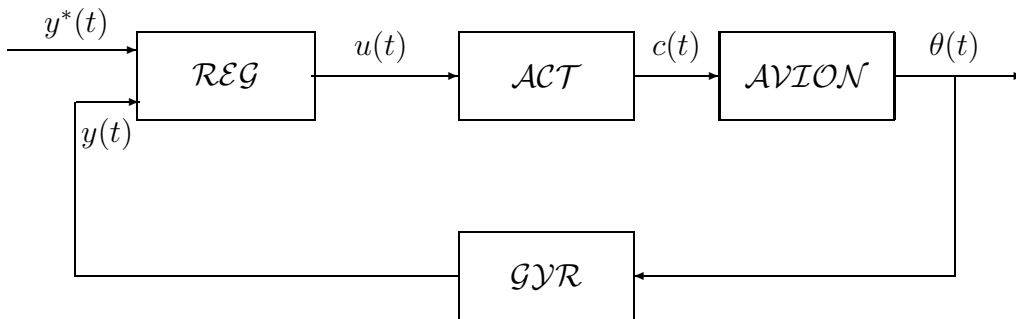 y*(t)
REG
u(t)
ACT
c(t)
AVION
θ(t)
y(t)
GYR